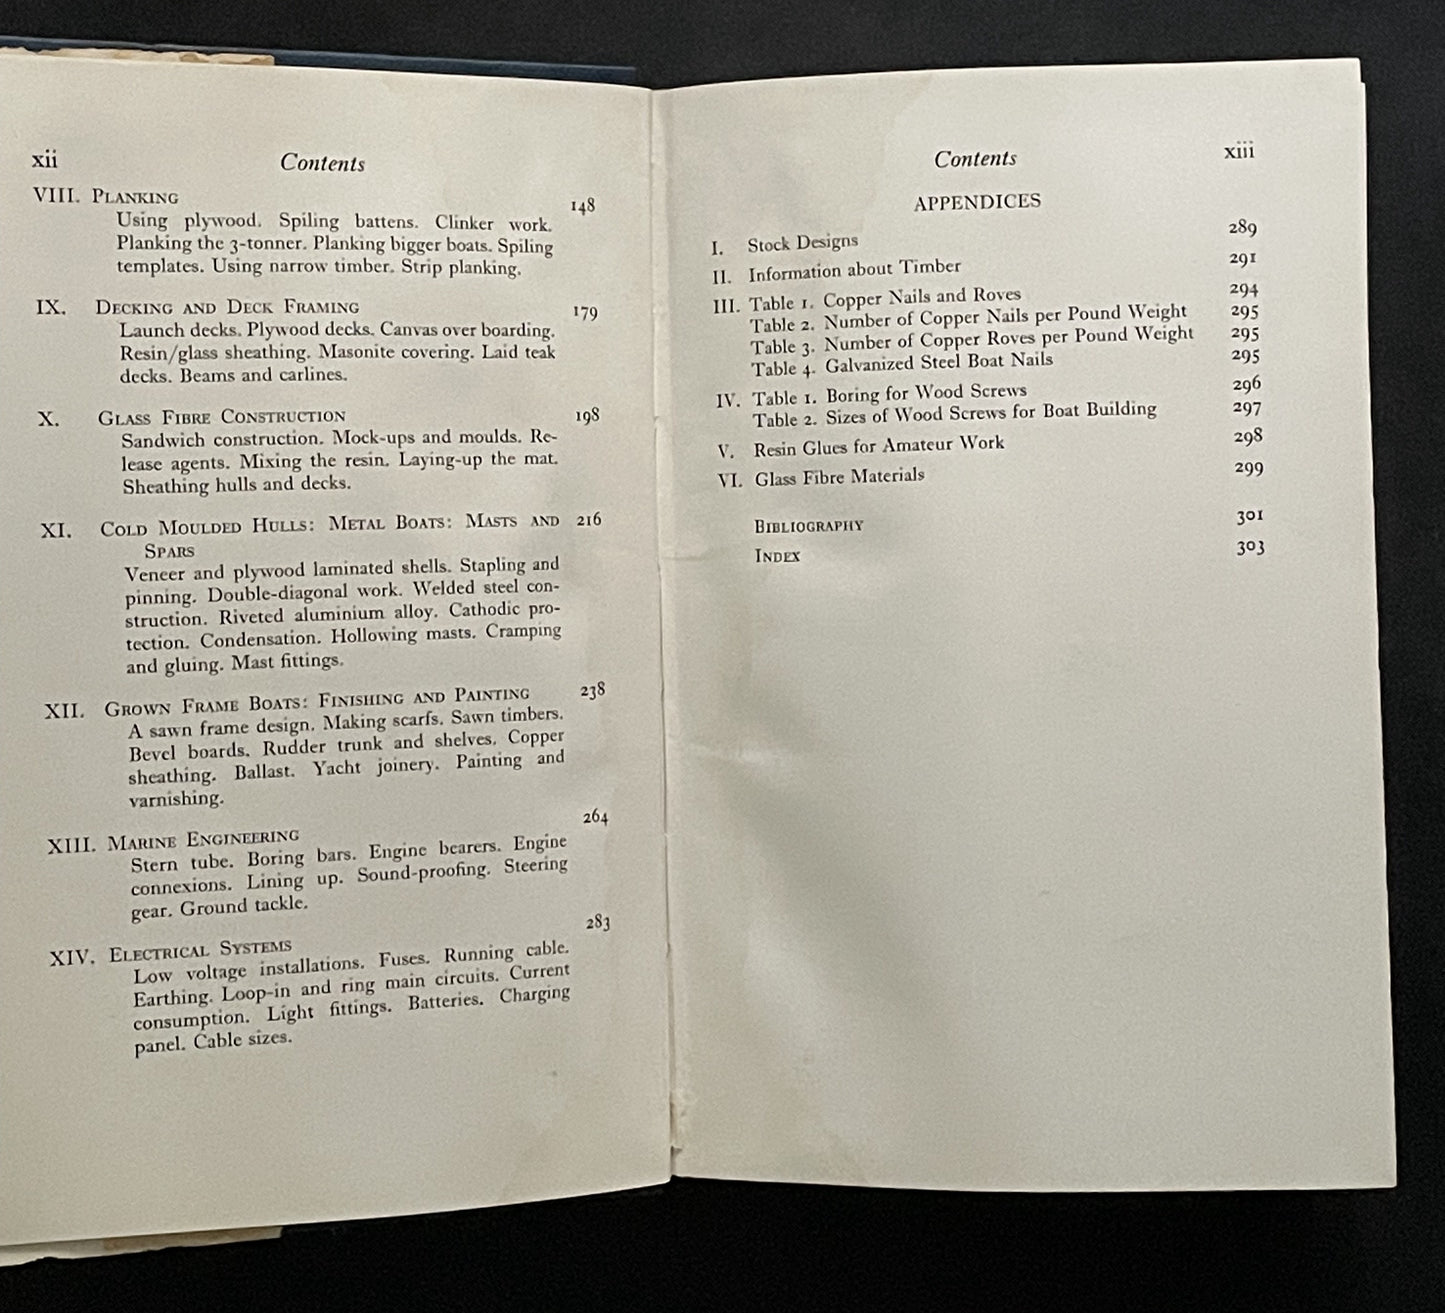 xii
Contents
VIII. Planking 148
Using plywood. Spiling battens. Clinker work.
Planking the 3-tonner. Planking bigger boats. Spiling
templates. Using narrow timber. Strip planking.
IX. Decking and Deck Framing 179
Launch decks. Plywood decks. Canvas over boarding.
Resin/glass sheathing. Masonite covering. Laid teak
decks. Beams and carlines.
X. Glass Fibre Construction 198
Sandwich construction. Mock-ups and moulds. Re-
lease agents. Mixing the resin. Laying-up the mat.
Sheathing hulls and decks.
XI. Cold Moulded Hulls: Metal Boats: Masts and 216
Spars
Veneer and plywood laminated shells. Stapling and
pinning. Double-diagonal work. Welded steel con-
struction. Riveted aluminium alloy. Cathodic pro-
tection. Condensation. Hollowing masts. Cramping
and gluing. Mast fittings.
XII. Grown Frame Boats: Finishing and Painting 238
A sawn frame design. Making scarfs. Sawn timbers.
Bevel boards. Rudder trunk and shelves. Copper
sheathing. Ballast. Yacht joinery. Painting and
varnishing.
XIII. Marine Engineering 264
Stern tube. Boring bars. Engine bearers. Engine
connexions. Lining up. Sound-proofing. Steering
gear. Ground tackle.
XIV. Electrical Systems 283
Low voltage installations. Fuses. Running cable.
Earthing. Loop-in and ring main circuits. Current
consumption. Light fittings. Batteries. Charging
panel. Cable sizes.
Contents
xiii
APPENDICES
I. Stock Designs 289
II. Information about Timber 291
III. Table 1. Copper Nails and Roves 294
Table 2. Number of Copper Nails per Pound Weight 295
Table 3. Number of Copper Roves per Pound Weight 295
Table 4. Galvanized Steel Boat Nails 295
IV. Table 1. Boring for Wood Screws 296
Table 2. Sizes of Wood Screws for Boat Building 297
V. Resin Glues for Amateur Work 298
VI. Glass Fibre Materials 299
Bibliography 301
Index 303